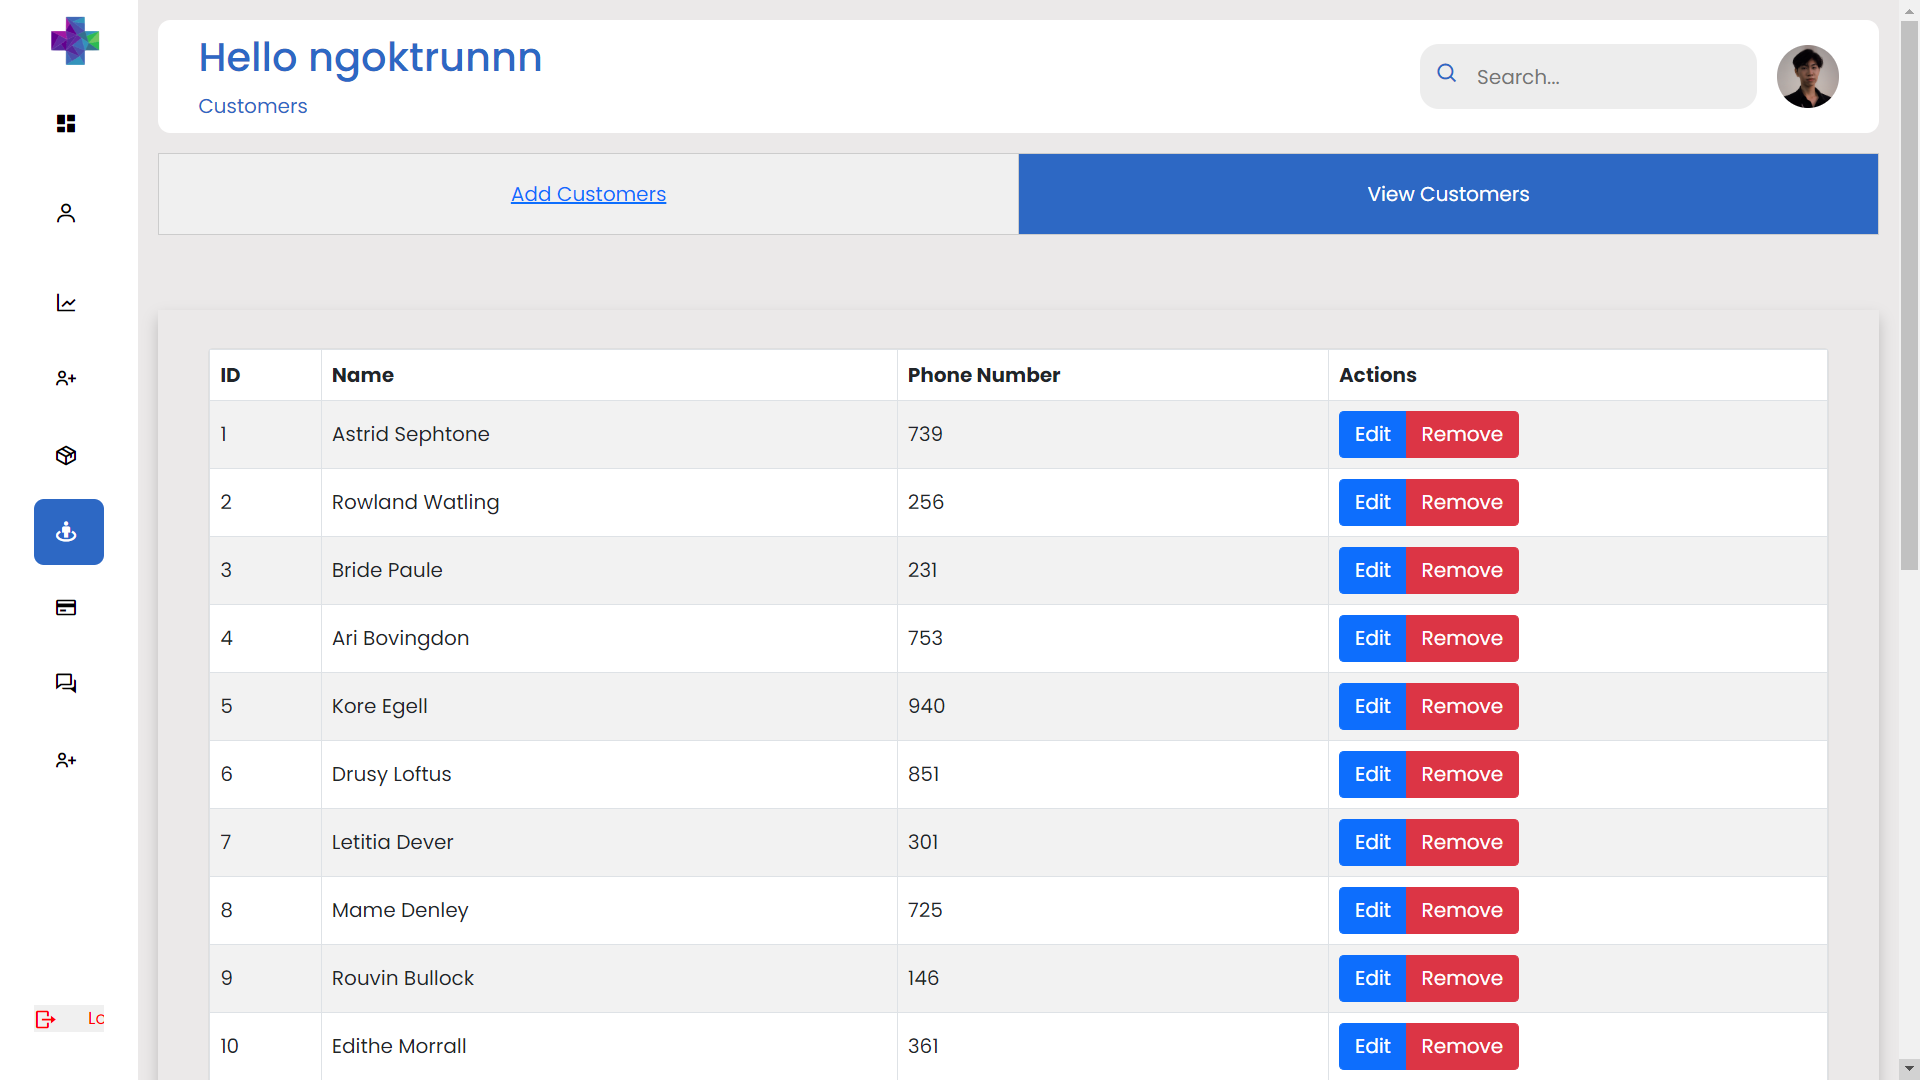 Hello ngoktrunnn
Customers
Search...
Add Customers
View Customers
ID Name Phone Number Actions
1 Astrid Sephtone 739 Edit Remove
2 Rowland Watling 256 Edit Remove
3 Bride Paule 231 Edit Remove
4 Ari Bovingdon 753 Edit Remove
5 Kore Egell 940 Edit Remove
6 Drusy Loftus 851 Edit Remove
7 Letitia Dever 301 Edit Remove
8 Mame Denley 725 Edit Remove
9 Rouvin Bullock 146 Edit Remove
10 Edithe Morrall 361 Edit Remove
Lo